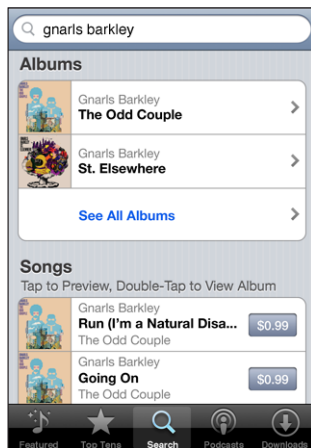 gnarls barkley
Albums
Gnarls Barkley
The Odd Couple
Gnarls Barkley
St. Elsewhere
See All Albums
Songs
Tap to Preview, Double-Tap to View Album
Gnarls Barkley
Run (I'm a Natural Disa... $0.99
The Odd Couple
Gnarls Barkley
Going On $0.99
The Odd Couple
Featured Top Tens Search Podcasts Downloads